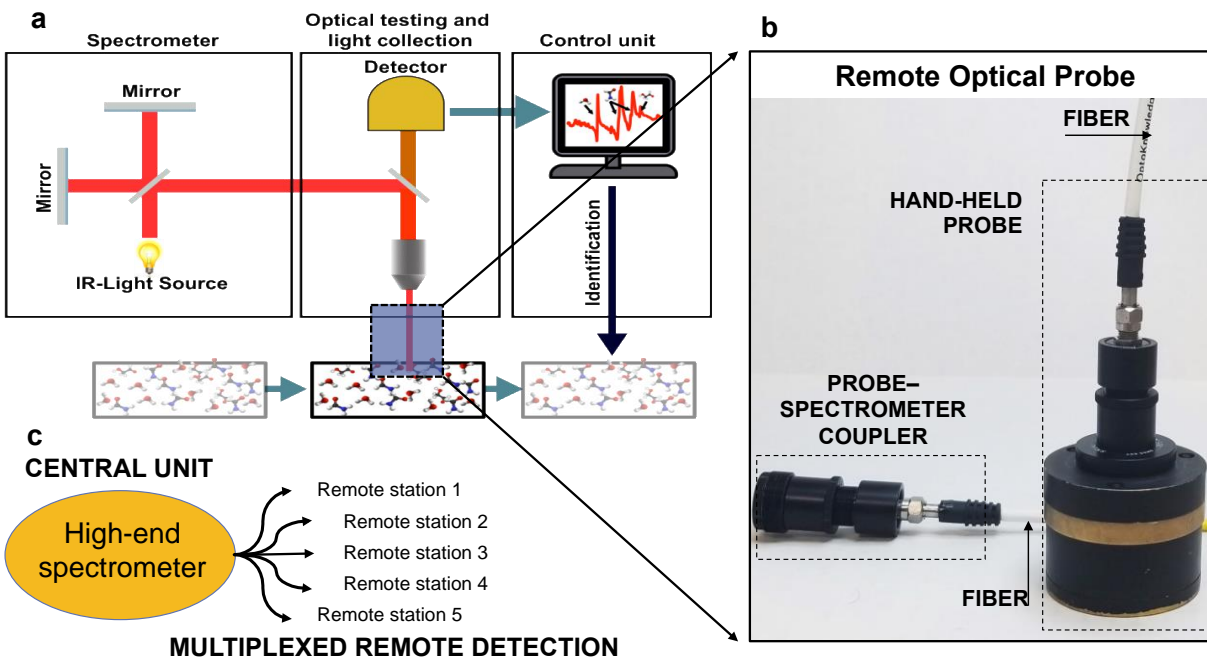 a
Spectrometer
Optical testing and
light collection
Control unit
Mirror
Mirror
IR-Light Source
Detector
Identification
b
Remote Optical Probe
FIBER
HAND-HELD
PROBE
PROBE–
SPECTROMETER
COUPLER
FIBER
c
CENTRAL UNIT
High-end
spectrometer
Remote station 1
Remote station 2
Remote station 3
Remote station 4
Remote station 5
MULTIPLEXED REMOTE DETECTION